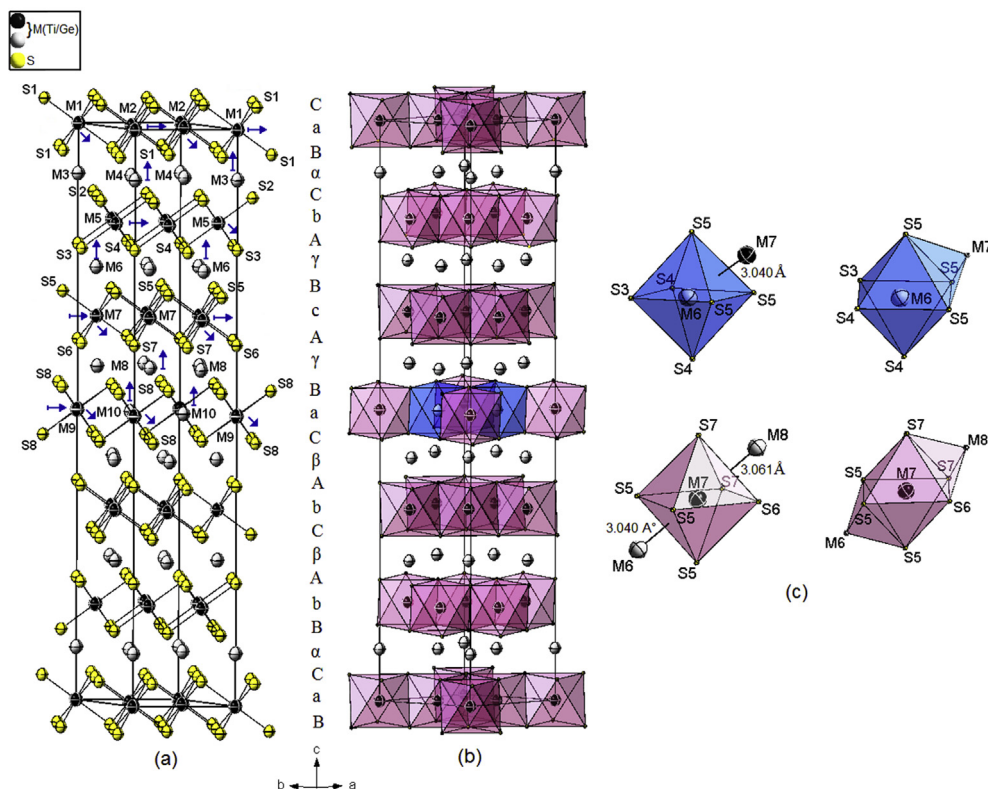 }M(Ti/Ge)
S
S1 S1
M1 M2 M2 M1
S1 S1 S1
M3 M4 M4 M3
S2 S2
M5 M5
S3 S4 S4 S3
M6 M6
S5 S5 S5
M7 M7
S6 S7 S7 S6
M8 M8
S8 S8 S8
M9 M10 M10 M9
S8 S8 S8
(a)
C
a
B
α
C
b
A
γ
B
c
A
γ
B
a
C
β
A
b
C
β
A
b
B
α
C
a
B
c
b a
(b)
S5
M7
3.040 Å
S4
S3 S5
M6 S5
S4
S5
M7
S3 S5
M6
S4 S5
S4
S7
M8
3.061Å
S5 M7 S7
S5 S6
3.040 A°
M6
S5
S7
M8
S5 M7 S7
S5 S6
M6
S5
(c)